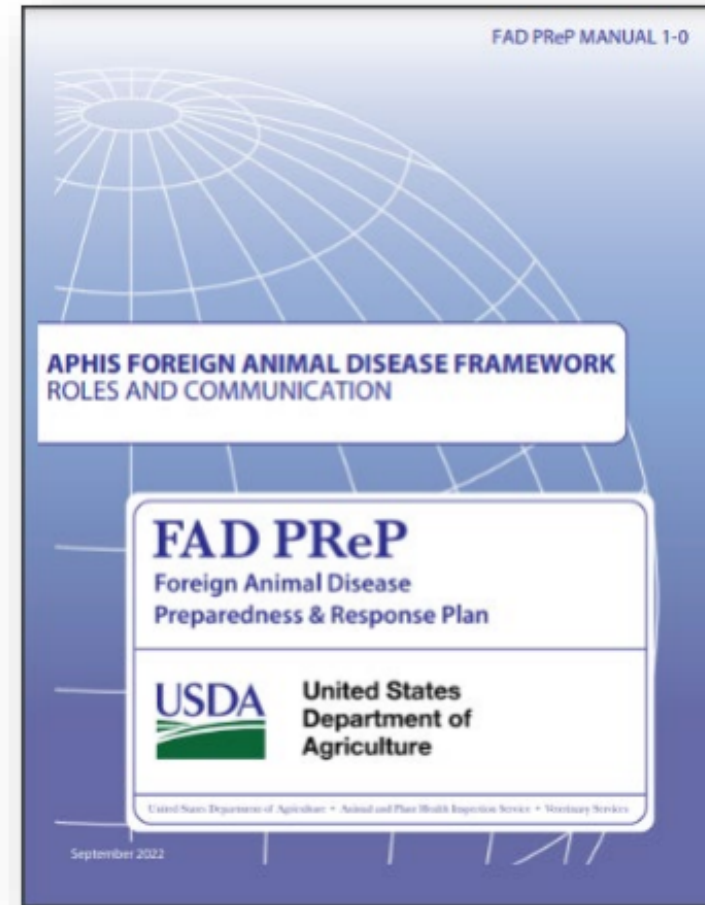 FAD PReP MANUAL 1-0
APHIS FOREIGN ANIMAL DISEASE FRAMEWORK
ROLES AND COMMUNICATION
FAD PReP
Foreign Animal Disease
Preparedness & Response Plan
USDA
United States
Department of
Agriculture
United States Department of Agriculture • Animal and Plant Health Inspection Service • Veterinary Services
September 2022